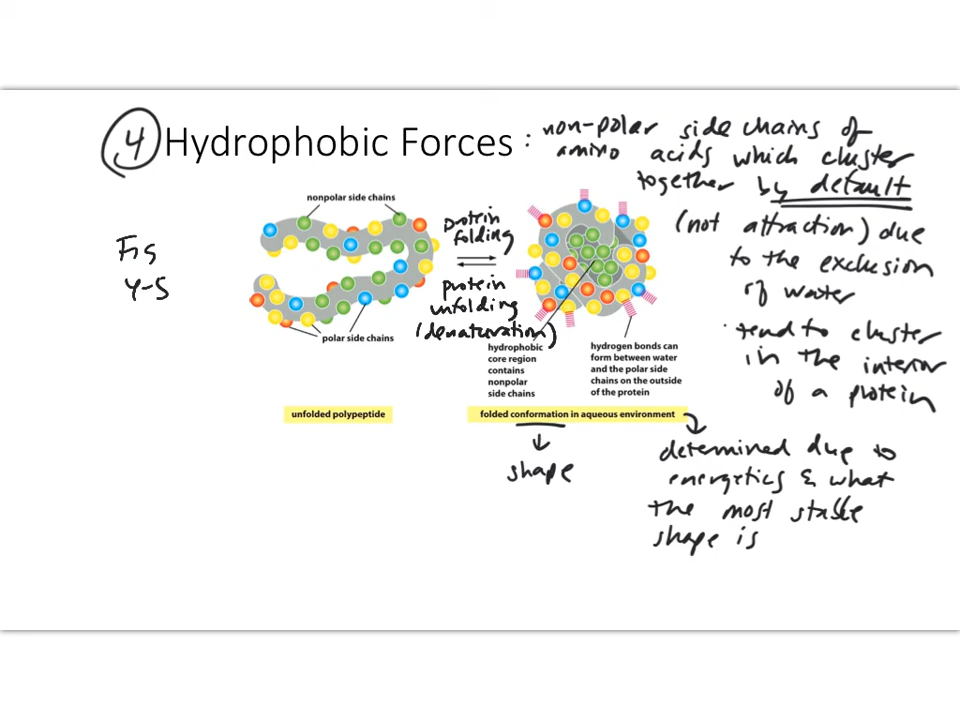 4 Hydrophobic Forces : non-polar side chains of
amino acids which cluster
together by default
(not attraction) due
to the exclusion
of water
· tend to cluster
in the interior
of a protein
Fig
4-5
nonpolar side chains
polar side chains
unfolded polypeptide
protein
folding
protein
unfolding
(denaturation)
hydrophobic
core region
contains
nonpolar
side chains
hydrogen bonds can
form between water
and the polar side
chains on the outside
of the protein
folded conformation in aqueous environment
shape
determined due to
energetics & what
the most stable
shape is